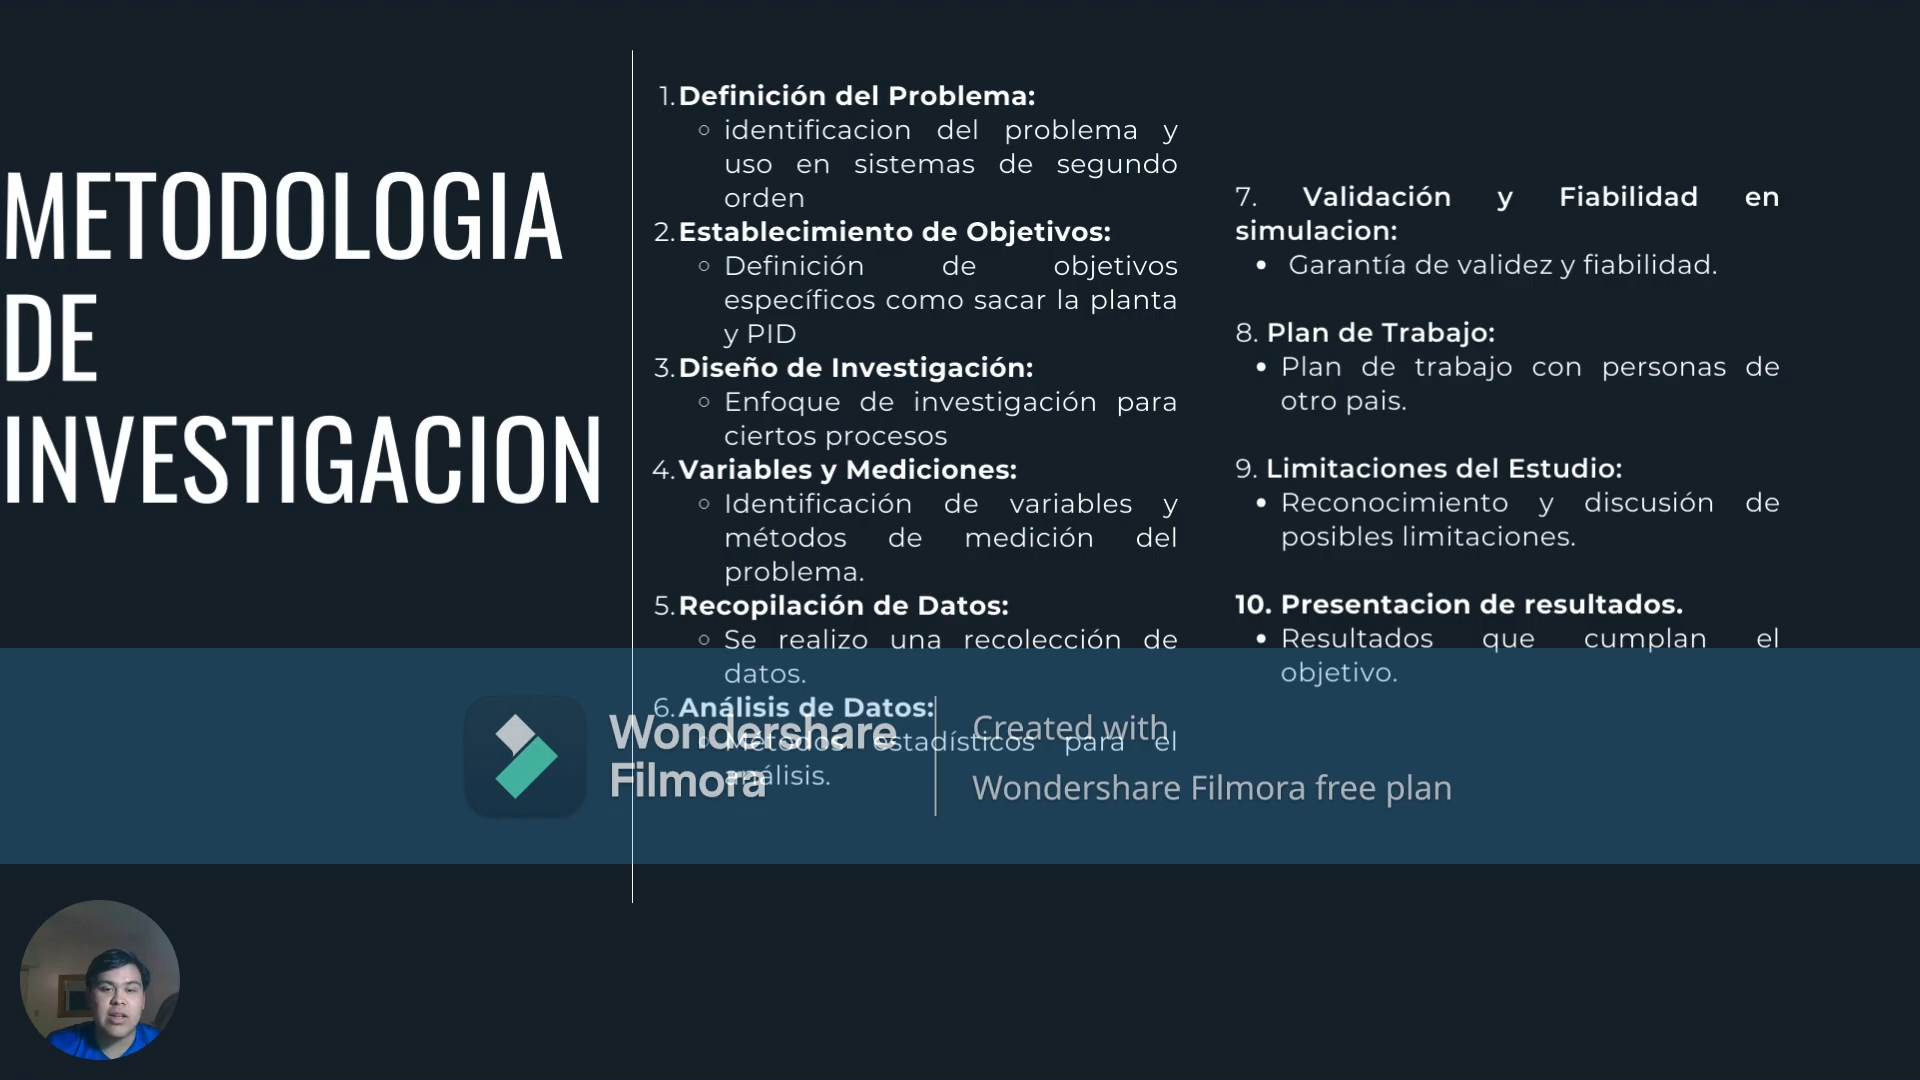 METODOLOGIA
DE
INVESTIGACION
1. Definición del Problema:
identificacion del problema y
uso en sistemas de segundo
orden
2. Establecimiento de Objetivos:
Definición de objetivos
específicos como sacar la planta
y PID
3. Diseño de Investigación:
Enfoque de investigación para
ciertos procesos
4. Variables y Mediciones:
Identificación de variables y
métodos de medición del
problema.
5. Recopilación de Datos:
Se realizo una recolección de
datos.
6. Análisis de Datos:
Métodos estadísticos para el
análisis.
7. Validación y Fiabilidad en
simulacion:
Garantía de validez y fiabilidad.
8. Plan de Trabajo:
Plan de trabajo con personas de
otro pais.
9. Limitaciones del Estudio:
Reconocimiento y discusión de
posibles limitaciones.
10. Presentacion de resultados.
Resultados que cumplan el
objetivo.
Wondershare
Filmora
Created with
Wondershare Filmora free plan